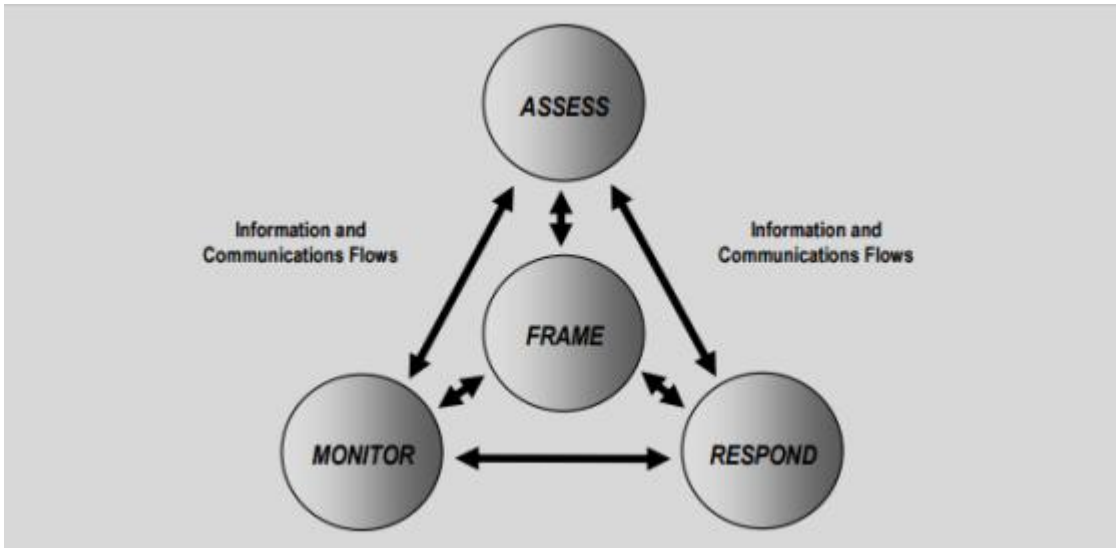 ASSESS
Information and
Communications Flows
Information and
Communications Flows
FRAME
MONITOR
RESPOND